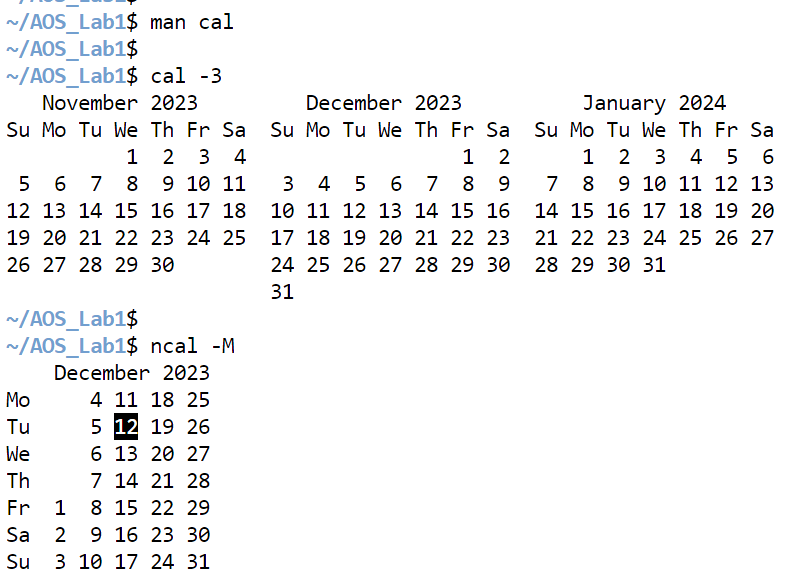 ~/AOS_Lab1$ man cal
~/AOS_Lab1$
~/AOS_Lab1$ cal -3
   November 2023         December 2023          January 2024
Su Mo Tu We Th Fr Sa  Su Mo Tu We Th Fr Sa  Su Mo Tu We Th Fr Sa
          1  2  3  4                  1  2      1  2  3  4  5  6
 5  6  7  8  9 10 11   3  4  5  6  7  8  9   7  8  9 10 11 12 13
12 13 14 15 16 17 18  10 11 12 13 14 15 16  14 15 16 17 18 19 20
19 20 21 22 23 24 25  17 18 19 20 21 22 23  21 22 23 24 25 26 27
26 27 28 29 30        24 25 26 27 28 29 30  28 29 30 31
                      31
~/AOS_Lab1$
~/AOS_Lab1$ ncal -M
    December 2023
Mo     4 11 18 25
Tu     5 12 19 26
We     6 13 20 27
Th     7 14 21 28
Fr  1  8 15 22 29
Sa  2  9 16 23 30
Su  3 10 17 24 31